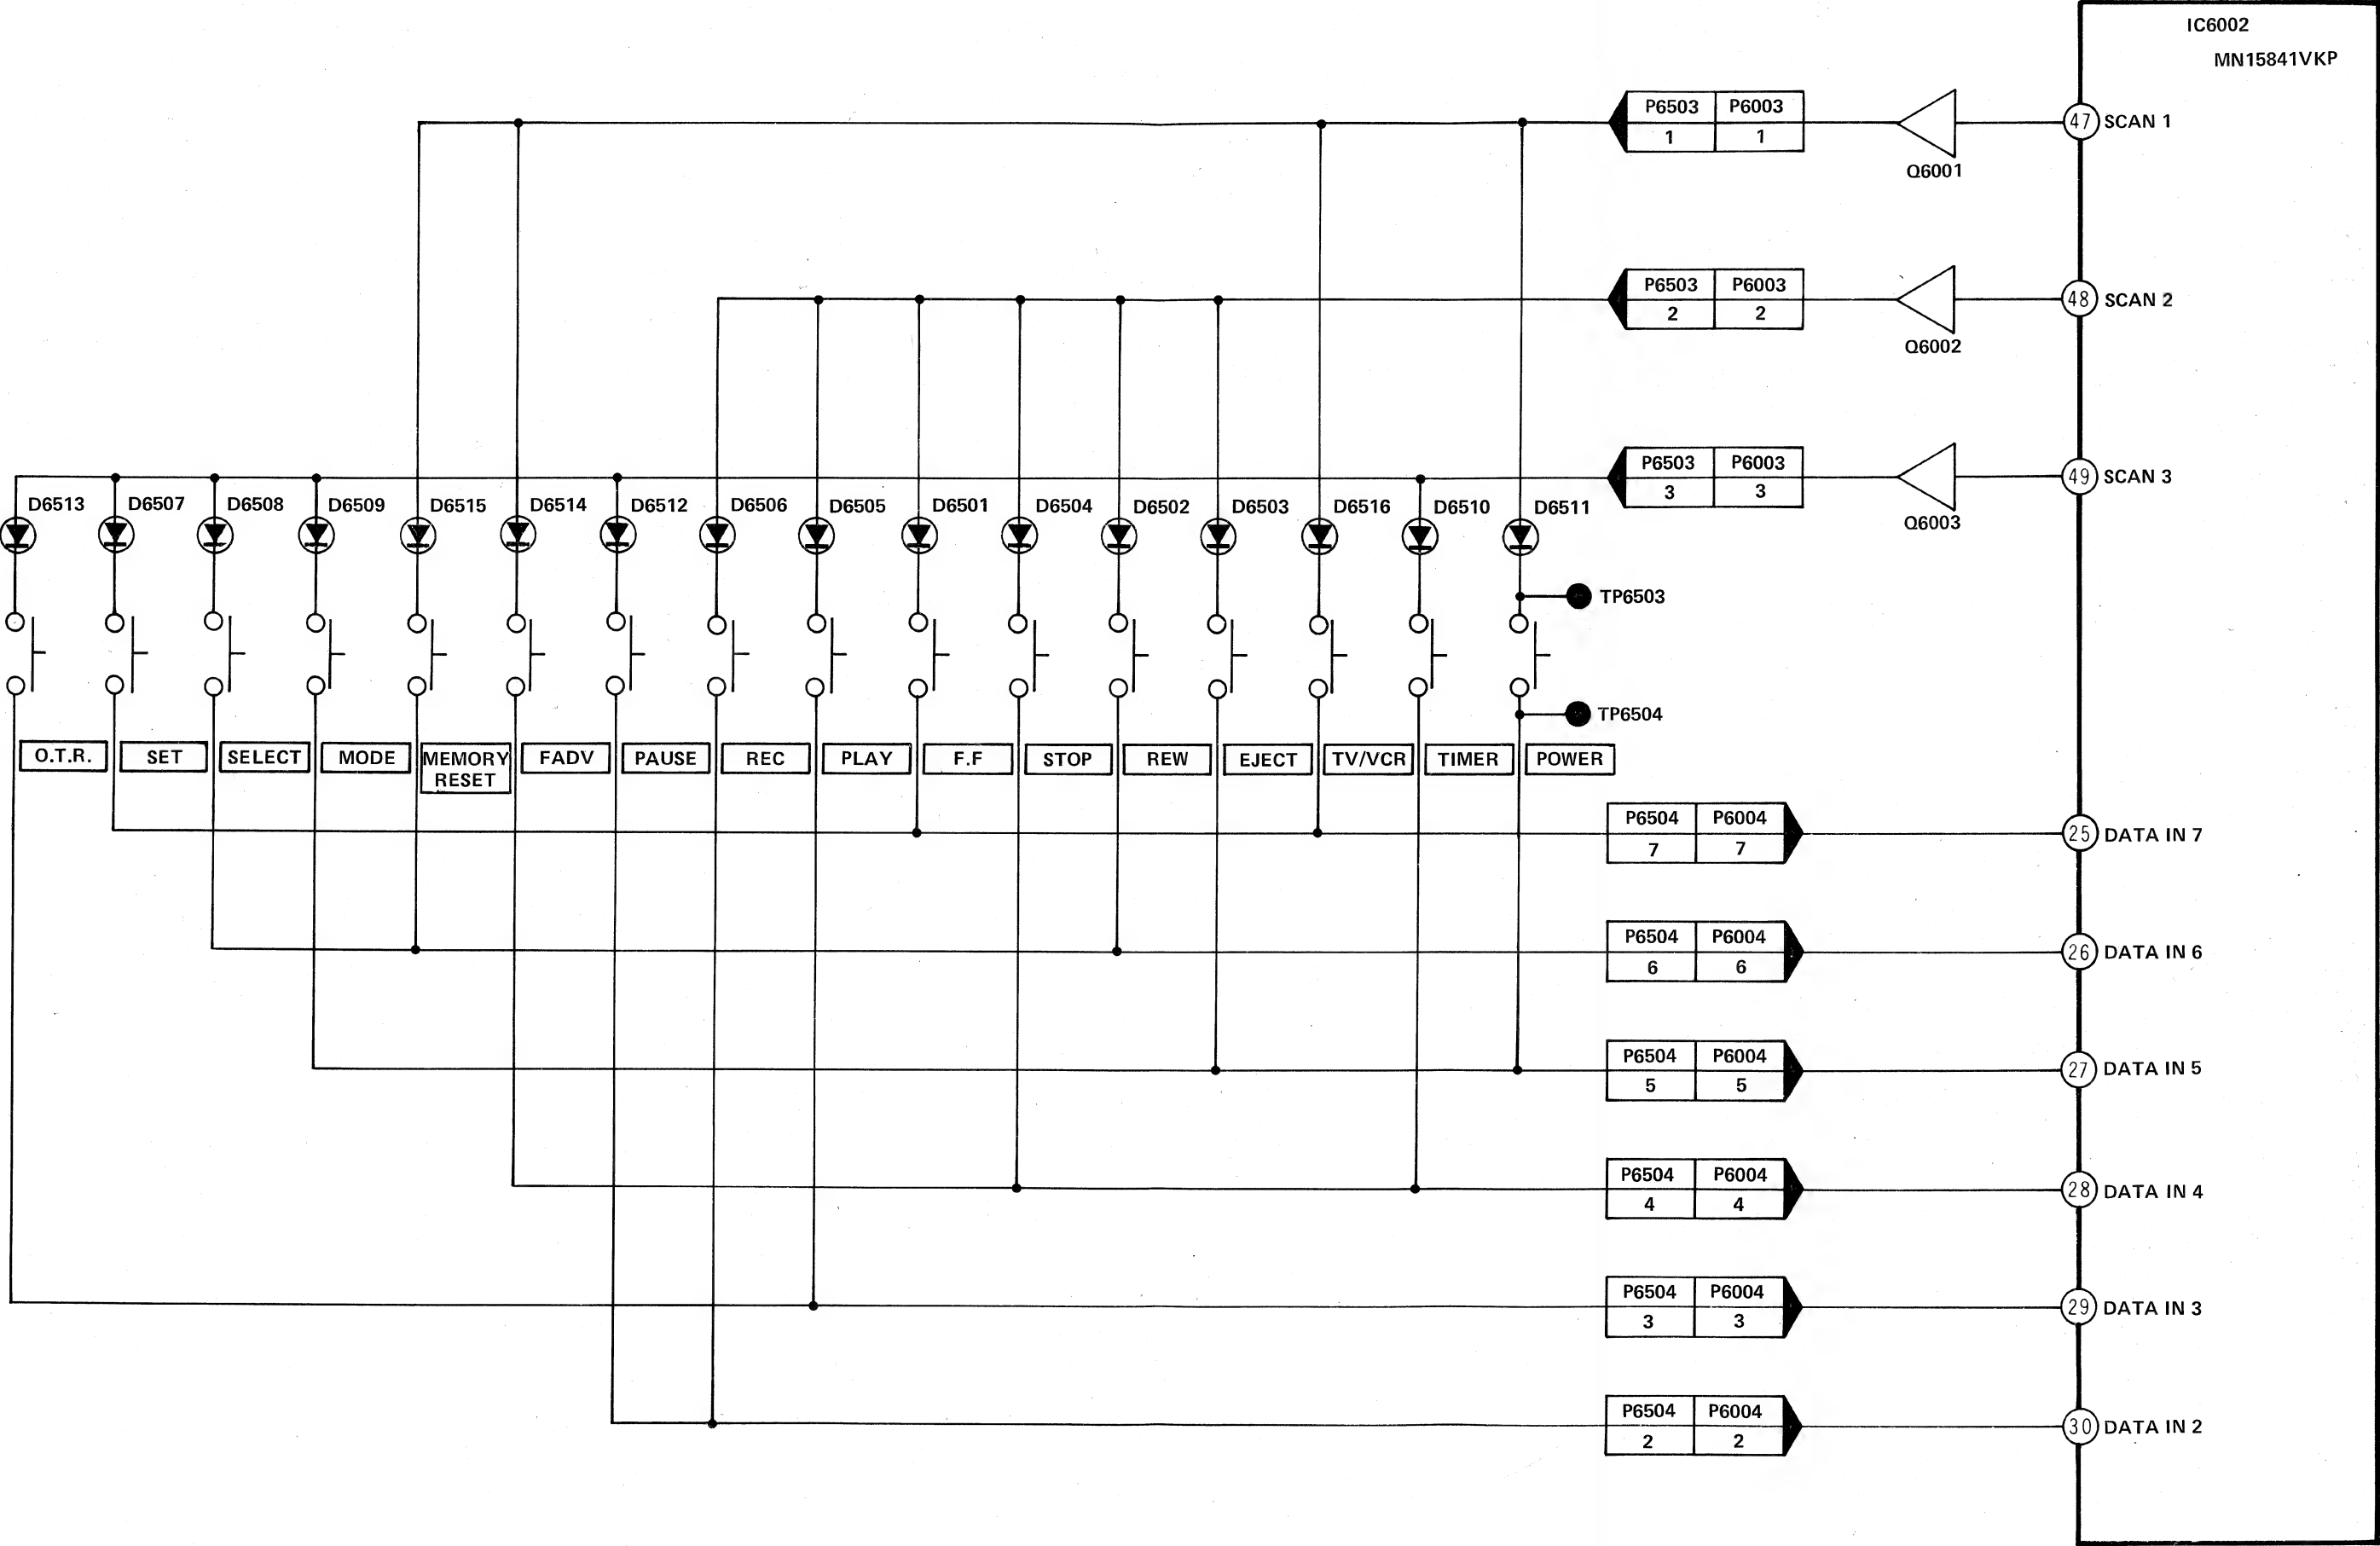 IC6002
MN15841VKP
P6503 P6003
1 1
Q6001
47 SCAN 1
P6503 P6003
2 2
Q6002
48 SCAN 2
P6503 P6003
3 3
Q6003
49 SCAN 3
D6513 D6507 D6508 D6509 D6515 D6514 D6512 D6506 D6505 D6501 D6504 D6502 D6503 D6516 D6510 D6511
TP6503
TP6504
O.T.R. SET SELECT MODE MEMORY RESET FADV PAUSE REC PLAY F.F STOP REW EJECT TV/VCR TIMER POWER
P6504 P6004
7 7
25 DATA IN 7
P6504 P6004
6 6
26 DATA IN 6
P6504 P6004
5 5
27 DATA IN 5
P6504 P6004
4 4
28 DATA IN 4
P6504 P6004
3 3
29 DATA IN 3
P6504 P6004
2 2
30 DATA IN 2